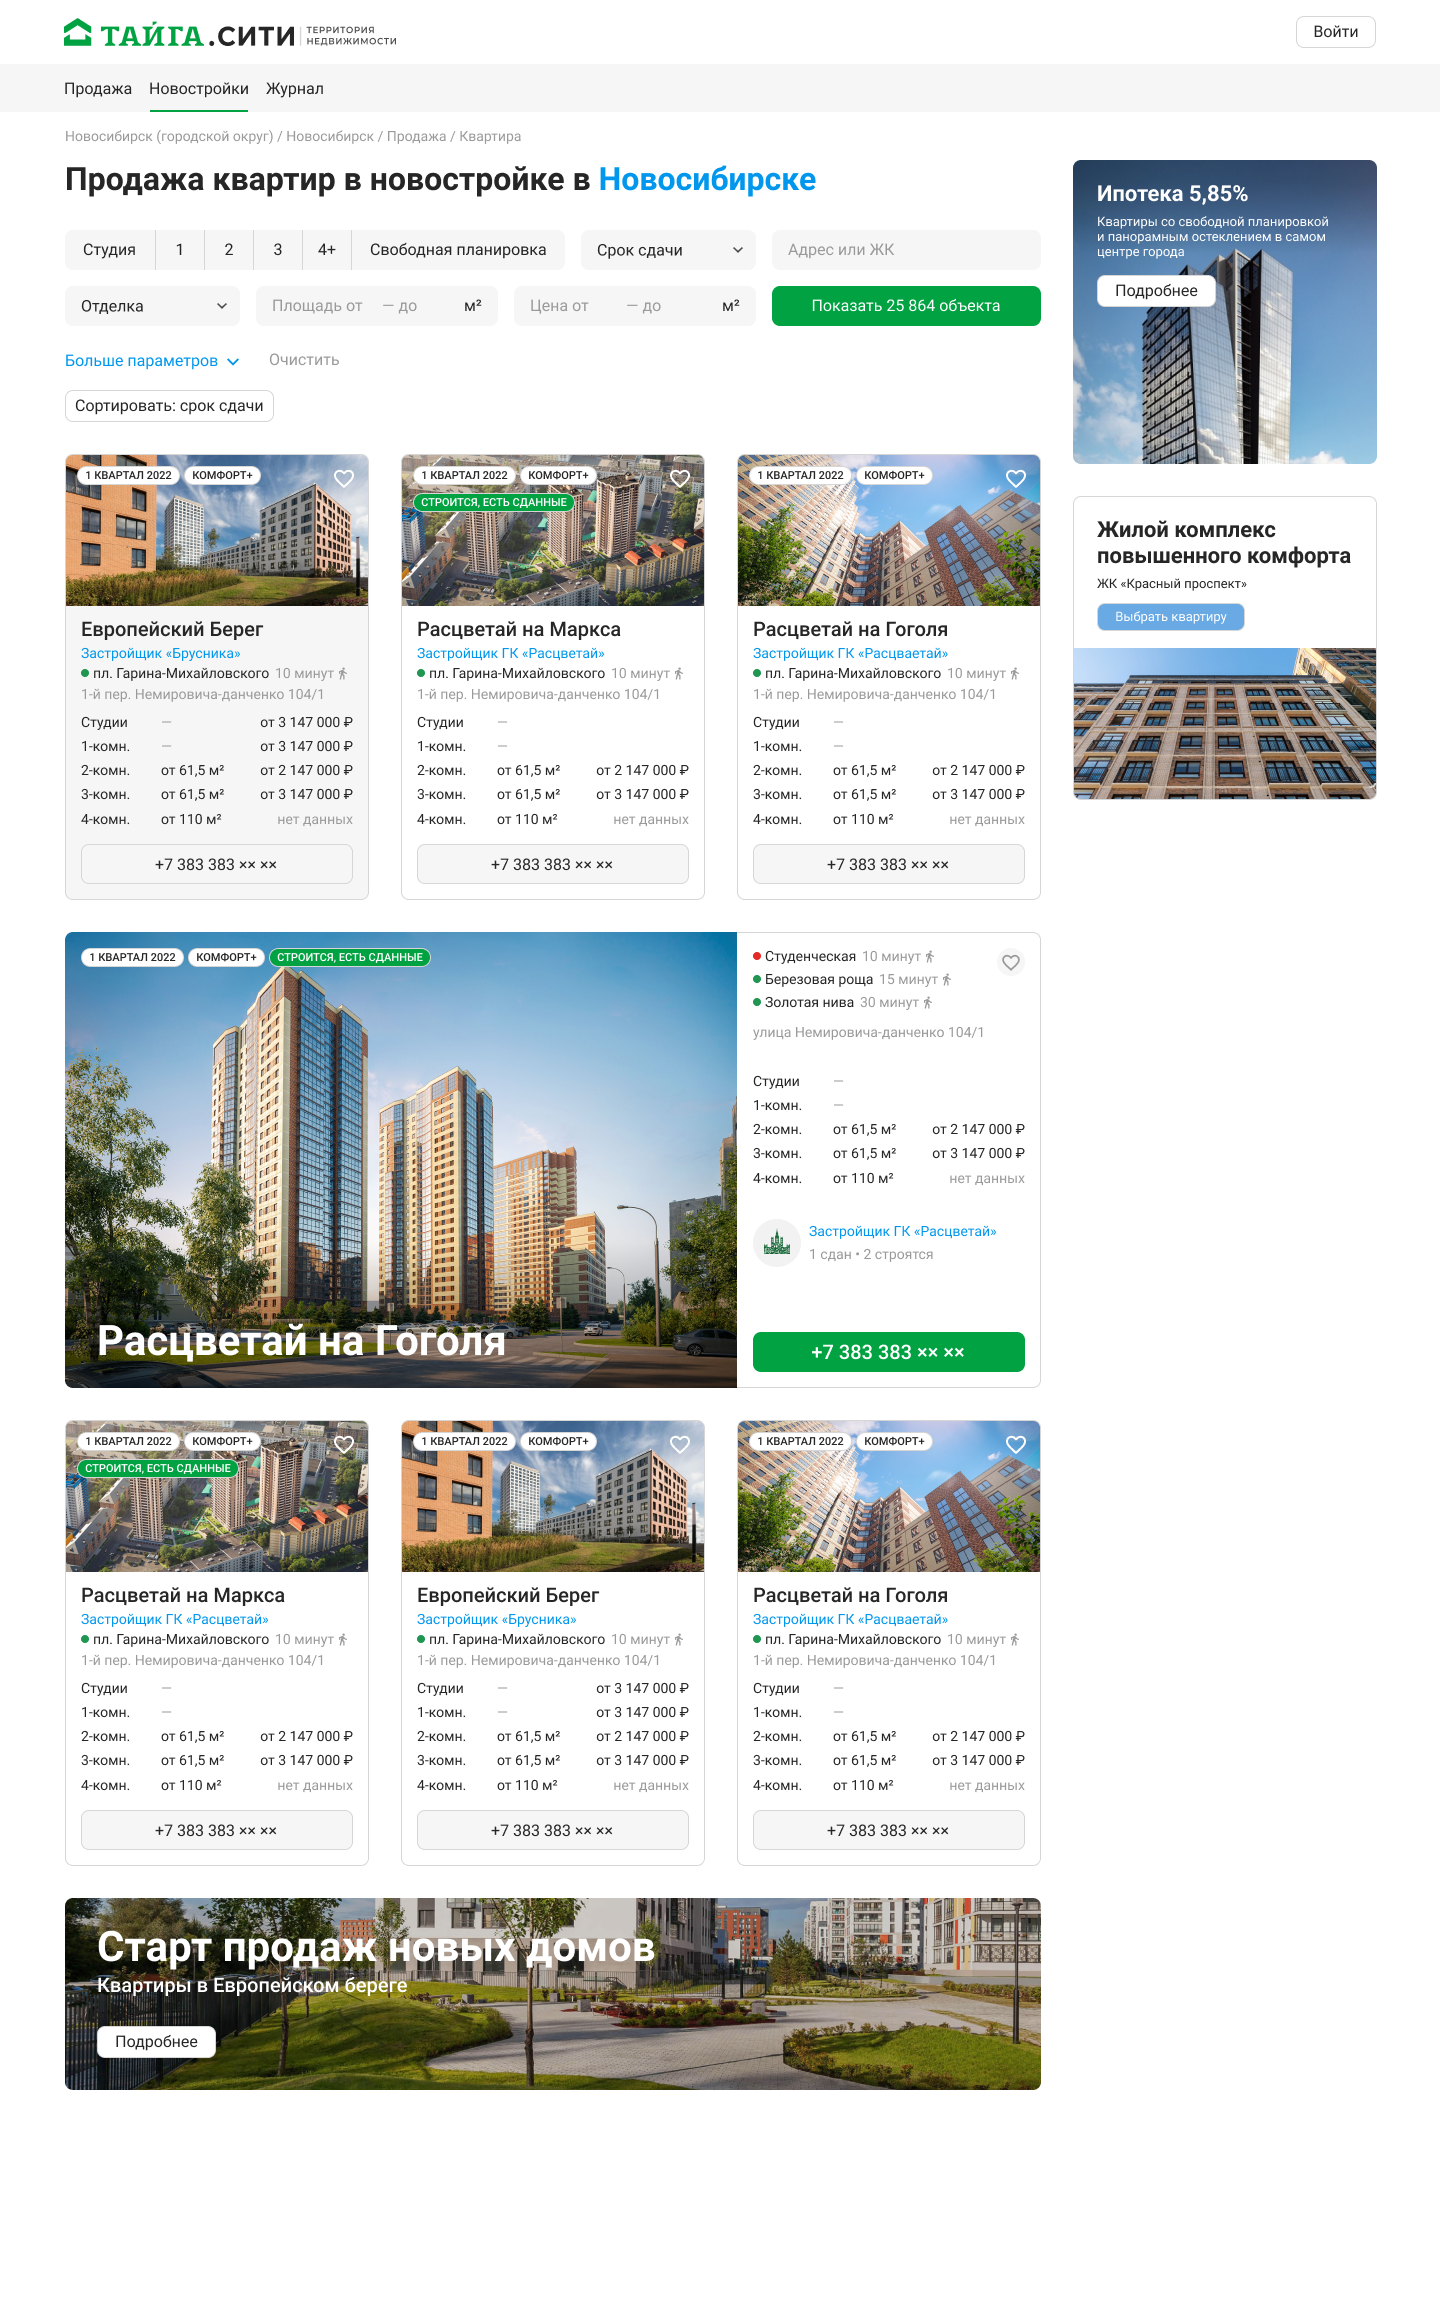 ТАЙГА.СИТИ
ТЕРРИТОРИЯ
НЕДВИЖИМОСТИ
Войти
Продажа Новостройки Журнал
Новосибирск (городской округ) / Новосибирск / Продажа / Квартира
Продажа квартир в новостройке в Новосибирске
Студия 1 2 3 4+ Свободная планировка Срок сдачи Адрес или ЖК
Отделка Площадь от — до м² Цена от — до м² Показать 25 864 объекта
Больше параметров Очистить
Сортировать: срок сдачи
Ипотека 5,85%
Квартиры со свободной планировкой
и панорамным остеклением в самом
центре города
Подробнее
Жилой комплекс
повышенного комфорта
ЖК «Красный проспект»
Выбрать квартиру
1 КВАРТАЛ 2022 КОМФОРТ+
Европейский Берег
Застройщик «Брусника»
пл. Гарина-Михайловского 10 минут
1-й пер. Немировича-данченко 104/1
Студии — от 3 147 000 ₽
1-комн. — от 3 147 000 ₽
2-комн. от 61,5 м² от 2 147 000 ₽
3-комн. от 61,5 м² от 3 147 000 ₽
4-комн. от 110 м² нет данных
+7 383 383 ×× ××
1 КВАРТАЛ 2022 КОМФОРТ+
СТРОИТСЯ, ЕСТЬ СДАННЫЕ
Расцветай на Маркса
Застройщик ГК «Расцветай»
пл. Гарина-Михайловского 10 минут
1-й пер. Немировича-данченко 104/1
Студии —
1-комн. —
2-комн. от 61,5 м² от 2 147 000 ₽
3-комн. от 61,5 м² от 3 147 000 ₽
4-комн. от 110 м² нет данных
+7 383 383 ×× ××
1 КВАРТАЛ 2022 КОМФОРТ+
Расцветай на Гоголя
Застройщик ГК «Расцваетай»
пл. Гарина-Михайловского 10 минут
1-й пер. Немировича-данченко 104/1
Студии —
1-комн. —
2-комн. от 61,5 м² от 2 147 000 ₽
3-комн. от 61,5 м² от 3 147 000 ₽
4-комн. от 110 м² нет данных
+7 383 383 ×× ××
1 КВАРТАЛ 2022 КОМФОРТ+ СТРОИТСЯ, ЕСТЬ СДАННЫЕ
Расцветай на Гоголя
Студенческая 10 минут
Березовая роща 15 минут
Золотая нива 30 минут
улица Немировича-данченко 104/1
Студии —
1-комн. —
2-комн. от 61,5 м² от 2 147 000 ₽
3-комн. от 61,5 м² от 3 147 000 ₽
4-комн. от 110 м² нет данных
Застройщик ГК «Расцветай»
1 сдан • 2 строятся
+7 383 383 ×× ××
1 КВАРТАЛ 2022 КОМФОРТ+
СТРОИТСЯ, ЕСТЬ СДАННЫЕ
Расцветай на Маркса
Застройщик ГК «Расцветай»
пл. Гарина-Михайловского 10 минут
1-й пер. Немировича-данченко 104/1
Студии —
1-комн. —
2-комн. от 61,5 м² от 2 147 000 ₽
3-комн. от 61,5 м² от 3 147 000 ₽
4-комн. от 110 м² нет данных
+7 383 383 ×× ××
1 КВАРТАЛ 2022 КОМФОРТ+
Европейский Берег
Застройщик «Брусника»
пл. Гарина-Михайловского 10 минут
1-й пер. Немировича-данченко 104/1
Студии — от 3 147 000 ₽
1-комн. — от 3 147 000 ₽
2-комн. от 61,5 м² от 2 147 000 ₽
3-комн. от 61,5 м² от 3 147 000 ₽
4-комн. от 110 м² нет данных
+7 383 383 ×× ××
1 КВАРТАЛ 2022 КОМФОРТ+
Расцветай на Гоголя
Застройщик ГК «Расцваетай»
пл. Гарина-Михайловского 10 минут
1-й пер. Немировича-данченко 104/1
Студии —
1-комн. —
2-комн. от 61,5 м² от 2 147 000 ₽
3-комн. от 61,5 м² от 3 147 000 ₽
4-комн. от 110 м² нет данных
+7 383 383 ×× ××
Старт продаж новых домов
Квартиры в Европейском береге
Подробнее